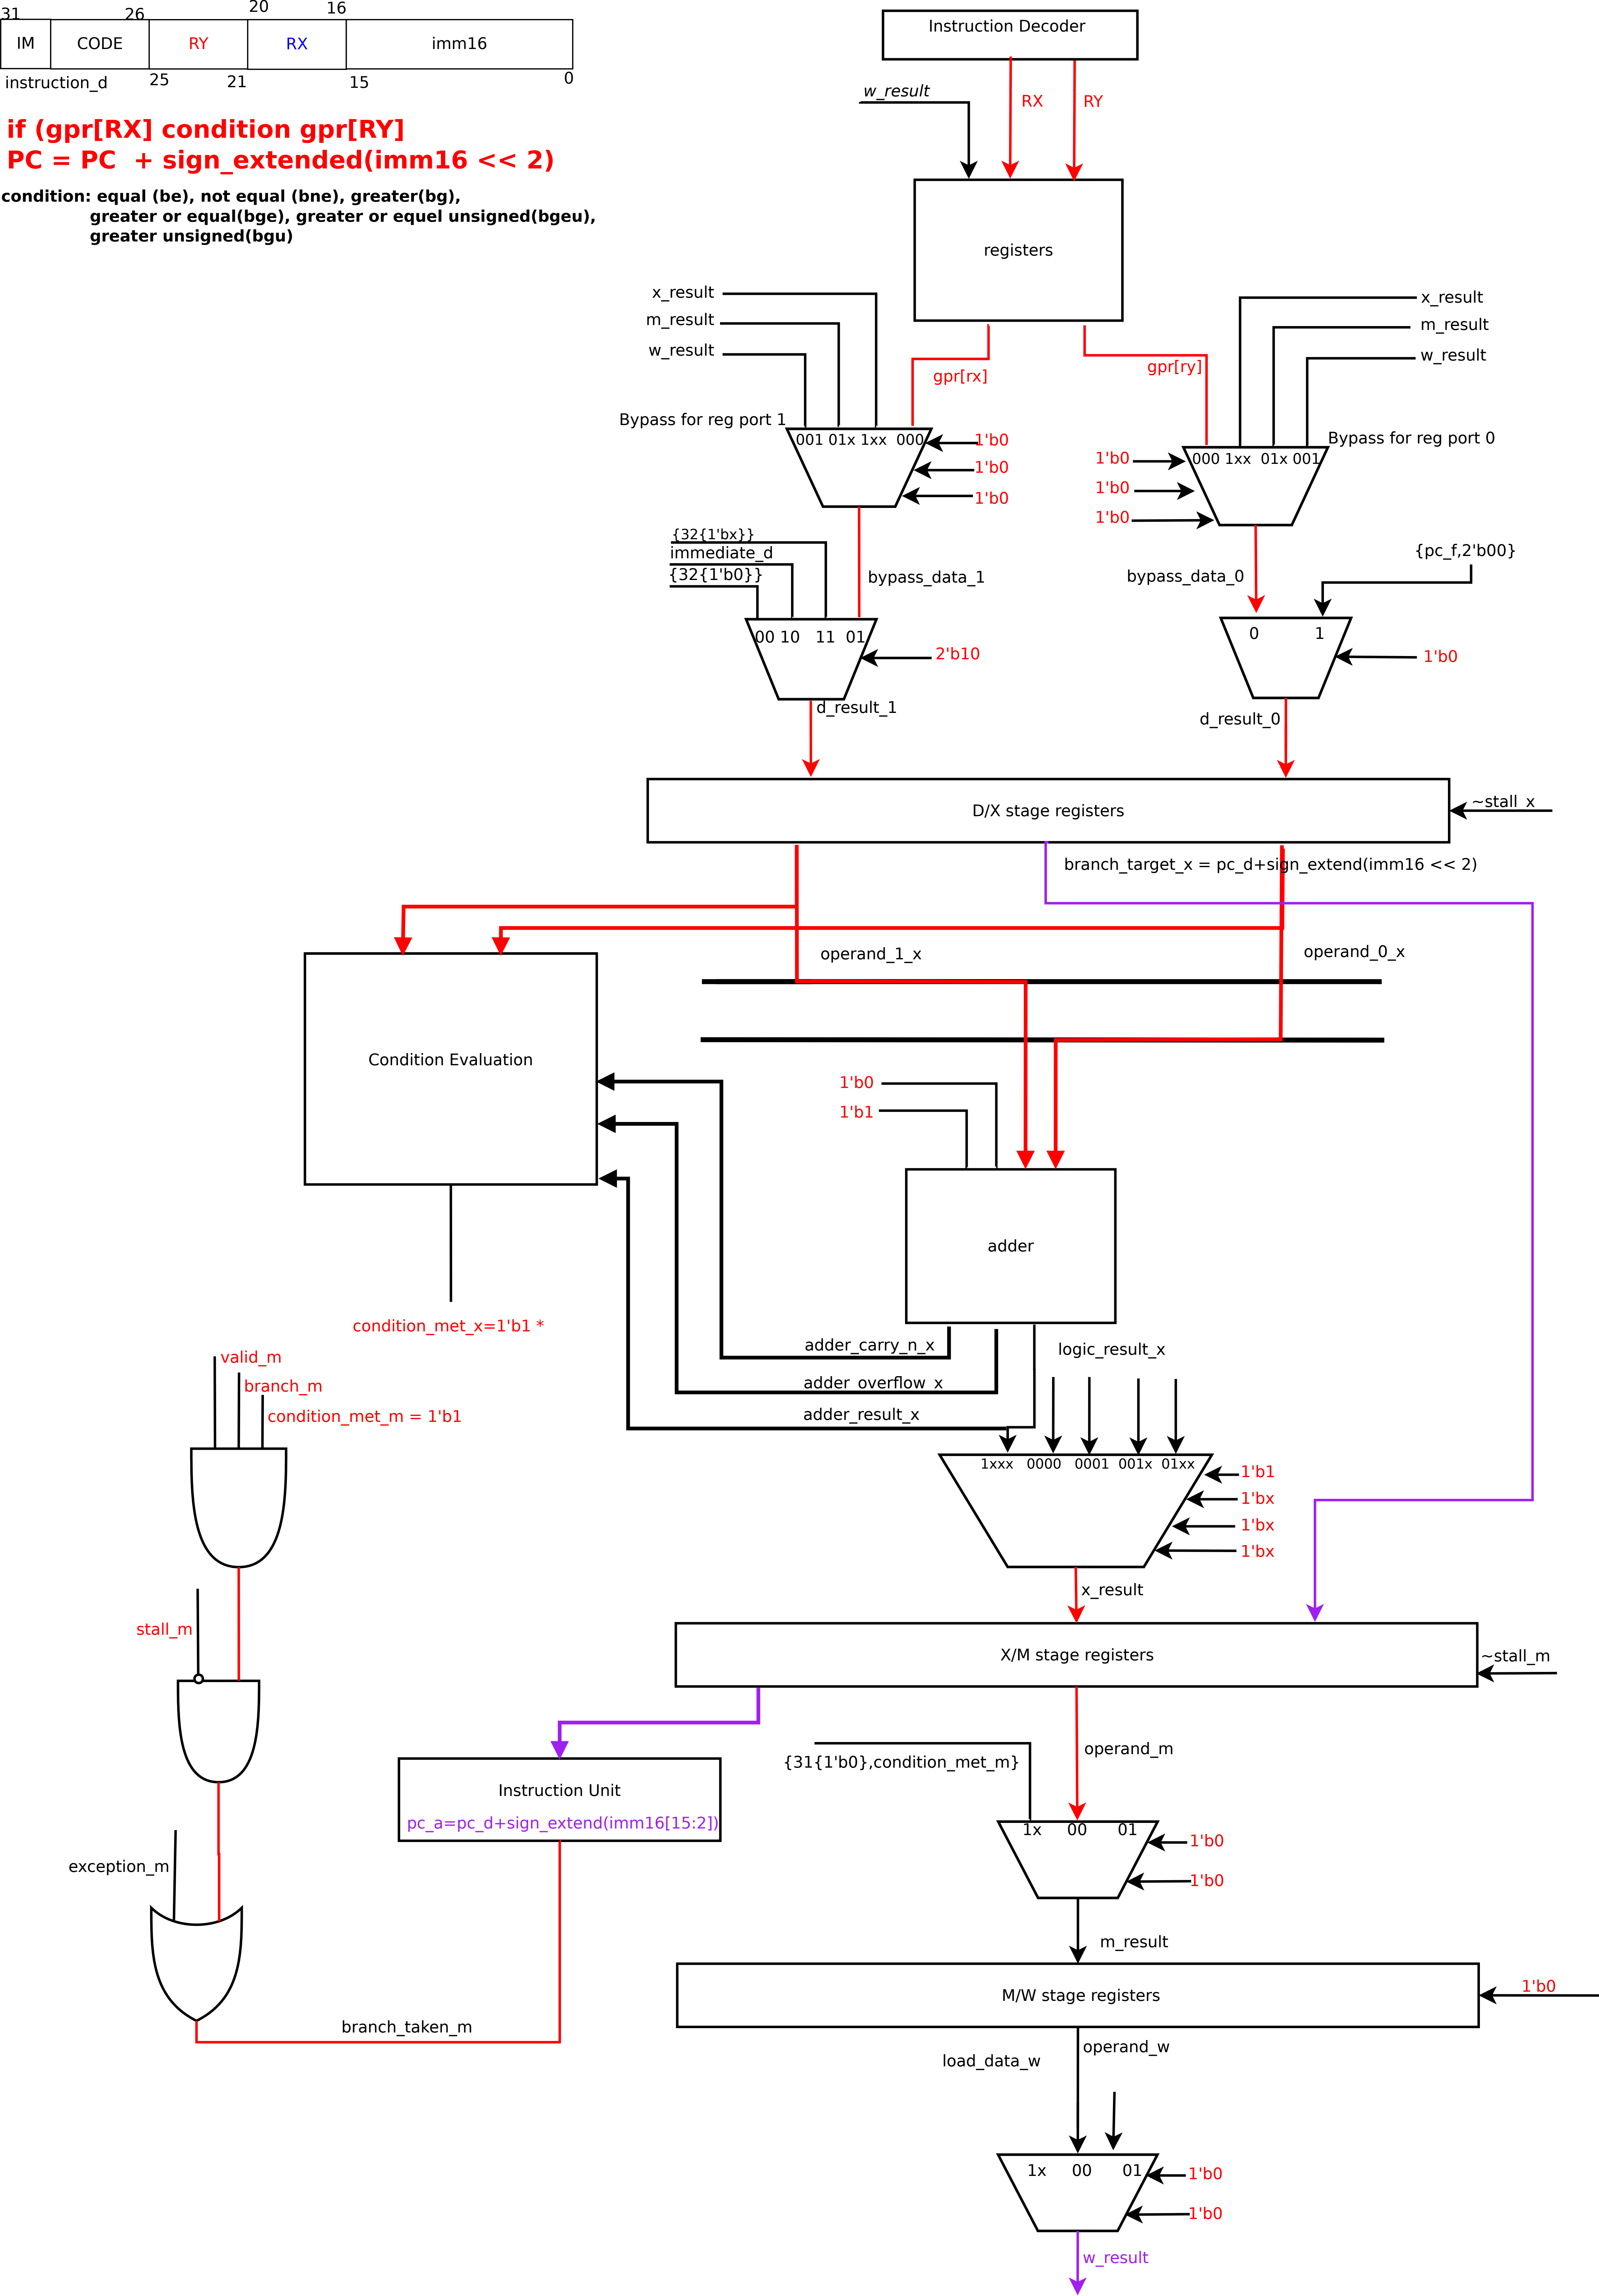 31
26
20
16
IM
CODE
RY
RX
imm16
instruction_d
25
21
15
0
if (gpr[RX] condition gpr[RY]
PC = PC  + sign_extended(imm16 << 2)
condition: equal (be), not equal (bne), greater(bg),
greater or equal(bge), greater or equel unsigned(bgeu),
greater unsigned(bgu)
Instruction Decoder
w_result
RX
RY
registers
x_result
m_result
w_result
x_result
m_result
w_result
gpr[rx]
gpr[ry]
Bypass for reg port 1
001 01x 1xx 000
1'b0
1'b0
1'b0
Bypass for reg port 0
000 1xx 01x 001
1'b0
1'b0
1'b0
{32{1'bx}}
immediate_d
{32{1'b0}}
bypass_data_1
bypass_data_0
{pc_f,2'b00}
00 10 11 01
2'b10
0 1
1'b0
d_result_1
d_result_0
D/X stage registers
~stall_x
branch_target_x = pc_d+sign_extend(imm16 << 2)
operand_1_x
operand_0_x
Condition Evaluation
1'b0
1'b1
adder
condition_met_x=1'b1 *
adder_carry_n_x
adder_overflow_x
adder_result_x
logic_result_x
valid_m
branch_m
condition_met_m = 1'b1
1xxx 0000 0001 001x 01xx
1'b1
1'bx
1'bx
1'bx
x_result
stall_m
X/M stage registers
~stall_m
operand_m
{31{1'b0},condition_met_m}
Instruction Unit
pc_a=pc_d+sign_extend(imm16[15:2])
1x 00 01
1'b0
1'b0
exception_m
m_result
M/W stage registers
1'b0
branch_taken_m
load_data_w
operand_w
1x 00 01
1'b0
1'b0
w_result